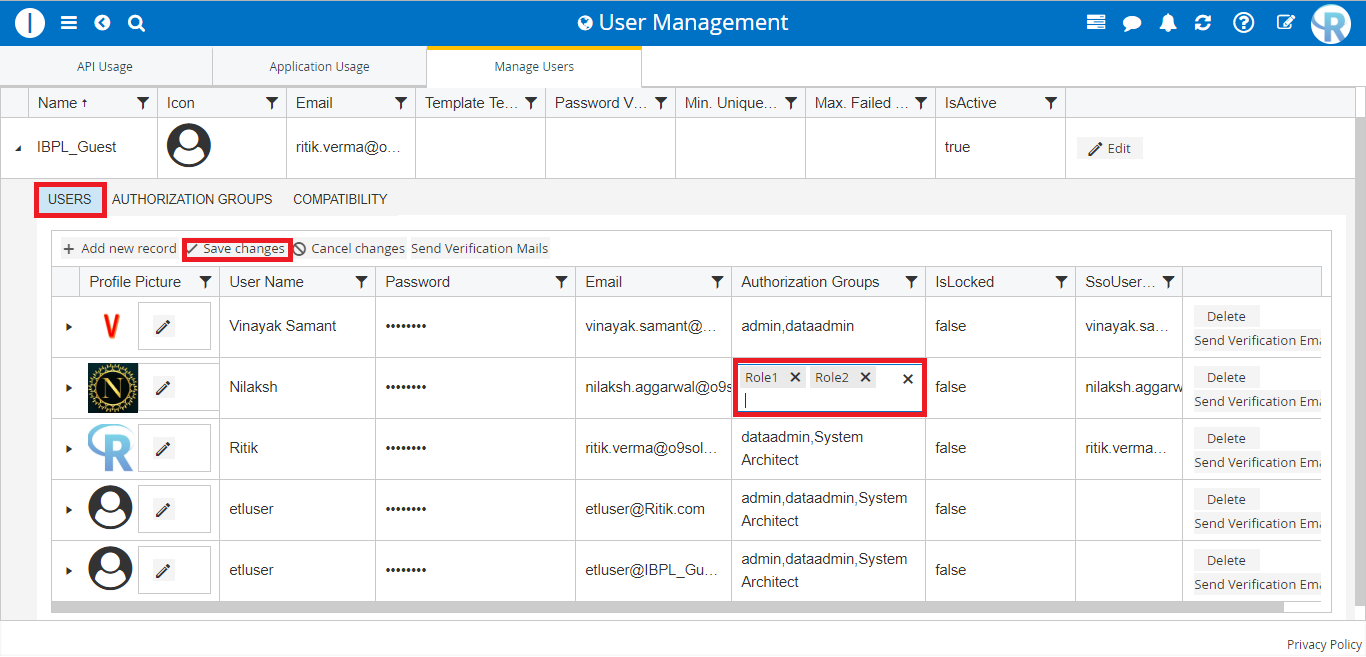 User Management
API Usage
Application Usage
Manage Users
Name ↑ Icon Email Template Te... Password V... Min. Unique... Max. Failed ... IsActive
IBPL_Guest ritik.verma@o... true Edit
USERS AUTHORIZATION GROUPS COMPATIBILITY
+ Add new record Save changes Cancel changes Send Verification Mails
Profile Picture User Name Password Email Authorization Groups IsLocked SsoUser...
V Vinayak Samant •••••••• vinayak.samant@... admin,dataadmin false vinayak.sa... Delete
Send Verification Ema
N Nilaksh •••••••• nilaksh.aggarwal@o9s Role1 Role2 false nilaksh.aggarw Delete
Send Verification Ema
R Ritik •••••••• ritik.verma@o9sol... dataadmin,System false ritik.verma... Delete
Architect Send Verification Ema
etluser •••••••• etluser@Ritik.com admin,dataadmin,System false Delete
Architect Send Verification Ema
etluser •••••••• etluser@IBPL_Gu... admin,dataadmin,System false Delete
Architect Send Verification Ema
Privacy Policy